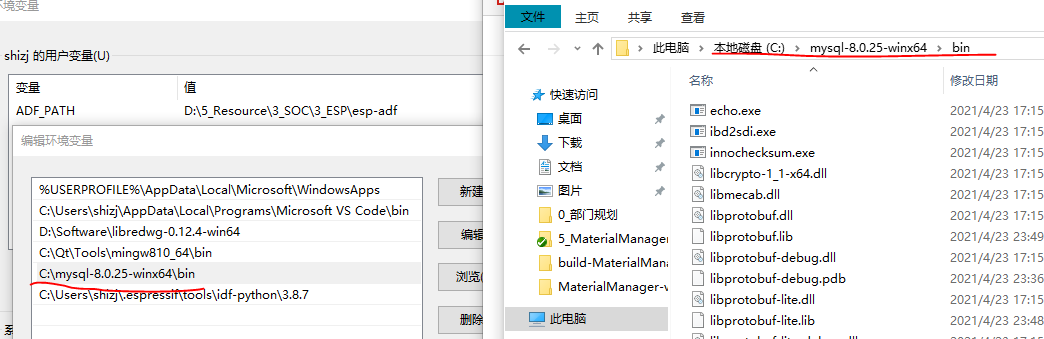 环境变量
shizj 的用户变量(U)
变量
值
ADF_PATH
D:\5_Resource\3_SOC\3_ESP\esp-adf
编辑环境变量
%USERPROFILE%\AppData\Local\Microsoft\WindowsApps
C:\Users\shizj\AppData\Local\Programs\Microsoft VS Code\bin
D:\Software\libredwg-0.12.4-win64
C:\Qt\Tools\mingw810_64\bin
C:\mysql-8.0.25-winx64\bin
C:\Users\shizj\.espressif\tools\idf-python\3.8.7
新建
编辑
浏览(
删除
文件
主页
共享
查看
此电脑
本地磁盘 (C:)
mysql-8.0.25-winx64
bin
快速访问
桌面
下载
文档
图片
0_部门规划
5_MaterialManager
build-MaterialMana
MaterialManager-v
此电脑
名称
修改日期
echo.exe
2021/4/23 17:15
ibd2sdi.exe
2021/4/23 17:15
innochecksum.exe
2021/4/23 17:15
libcrypto-1_1-x64.dll
2021/4/23 17:15
libmecab.dll
2021/4/23 17:15
libprotobuf.dll
2021/4/23 17:15
libprotobuf.lib
2021/4/23 23:49
libprotobuf-debug.dll
2021/4/23 17:15
libprotobuf-debug.pdb
2021/4/23 23:36
libprotobuf-lite.dll
2021/4/23 17:15
libprotobuf-lite.lib
2021/4/23 23:48